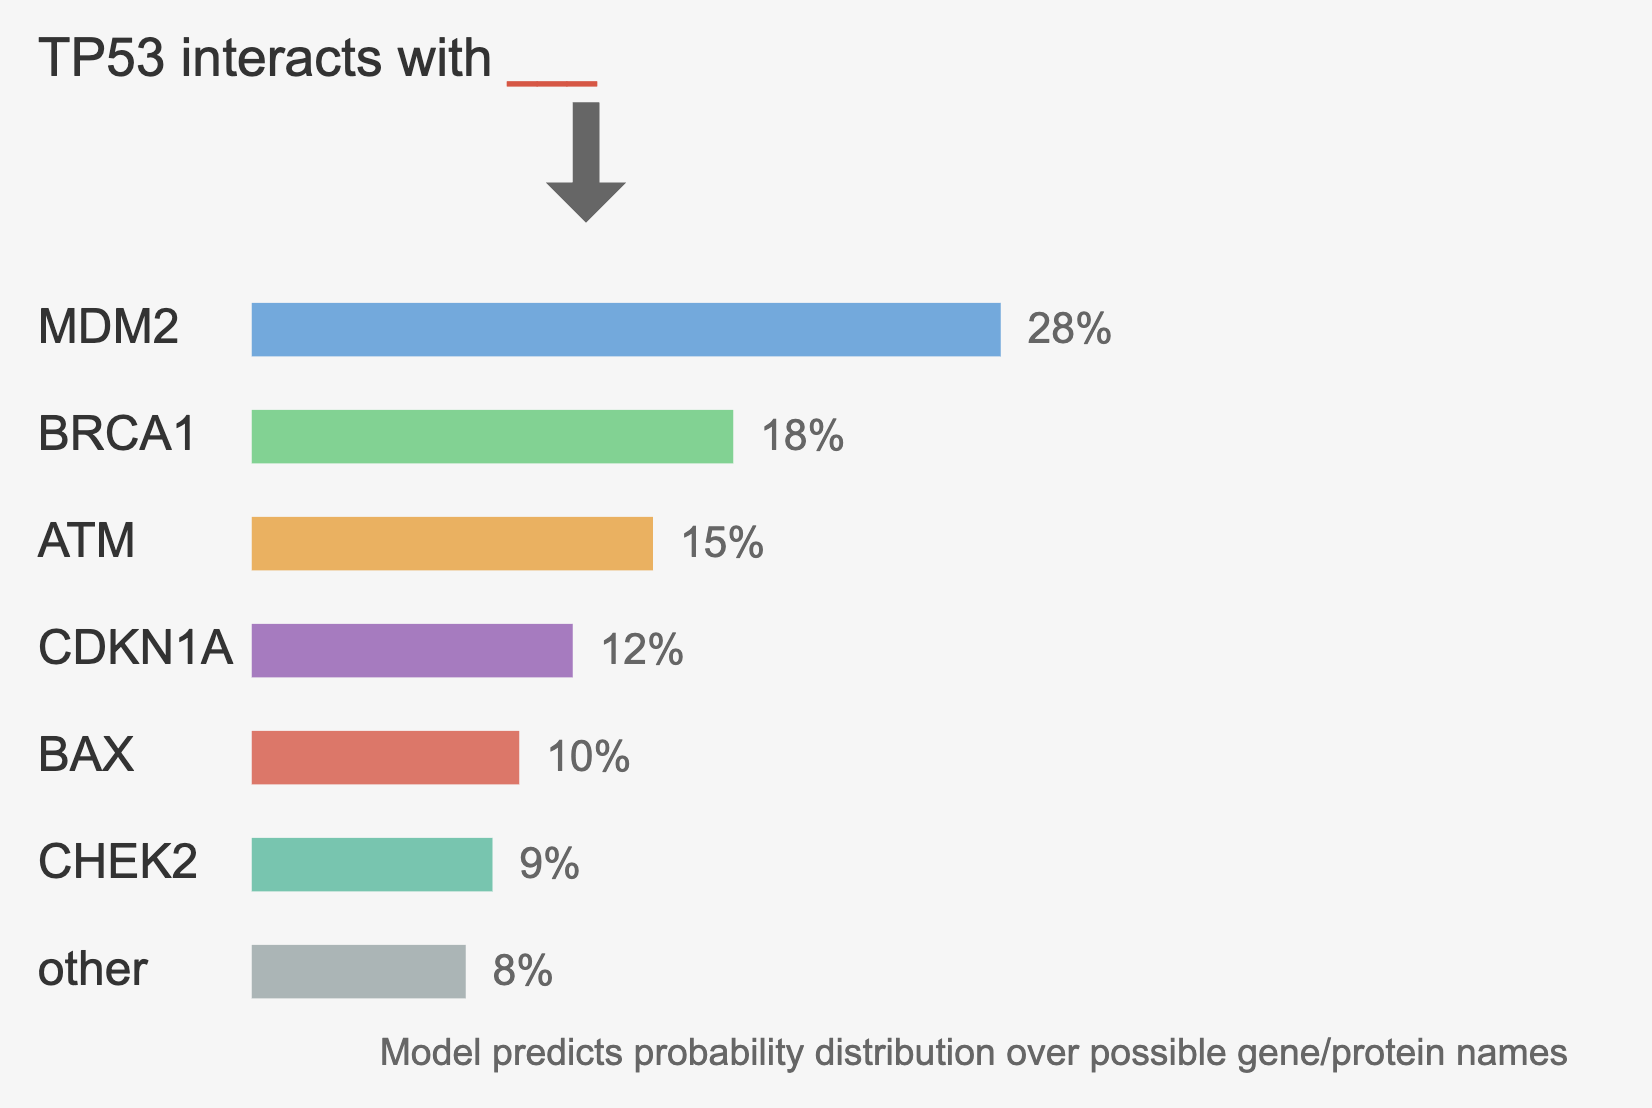 TP53 interacts with ___
MDM2 28%
BRCA1 18%
ATM 15%
CDKN1A 12%
BAX 10%
CHEK2 9%
other 8%
Model predicts probability distribution over possible gene/protein names